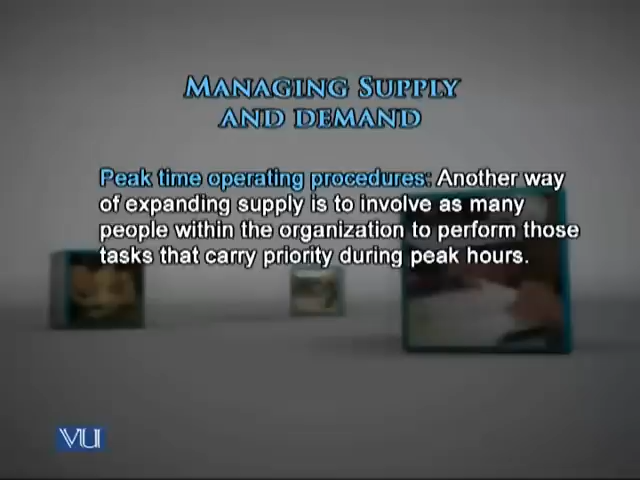 MANAGING SUPPLY
AND DEMAND
Peak time operating procedures: Another way
of expanding supply is to involve as many
people within the organization to perform those
tasks that carry priority during peak hours.
VU